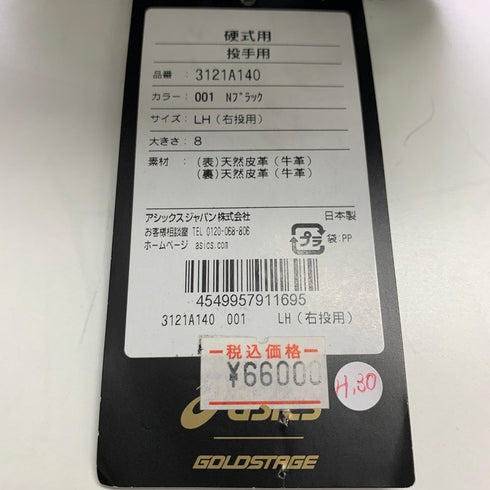 硬式用
投手用
品番 : 3121A140
カラー : 001 Nブラック
サイズ : LH (右投用)
大きさ : 8
素材 : (表)天然皮革 (牛革)
(裏)天然皮革 (牛革)
アシックスジャパン株式会社
お客様相談室 TEL 0120-068-806
ホームページ asics.com
日本製
プラ 袋:PP
4549957911695
3121A140 001 LH (右投用)
税込価格
¥66000
H,30
asics
GOLDSTAGE